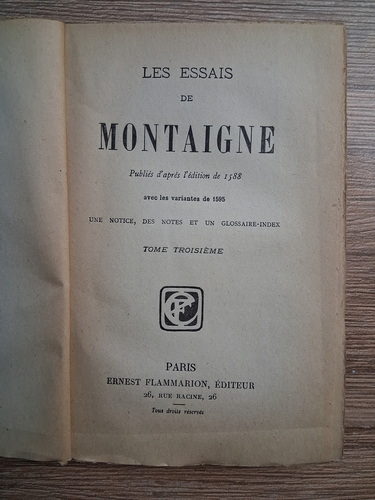 LES ESSAIS
DE
MONTAIGNE
Publiés d'après l'édition de 1588
avec les variantes de 1595
UNE NOTICE, DES NOTES ET UN GLOSSAIRE-INDEX
TOME TROISIÈME
PARIS
ERNEST FLAMMARION, ÉDITEUR
26, RUE RACINE, 26
Tous droits réservés